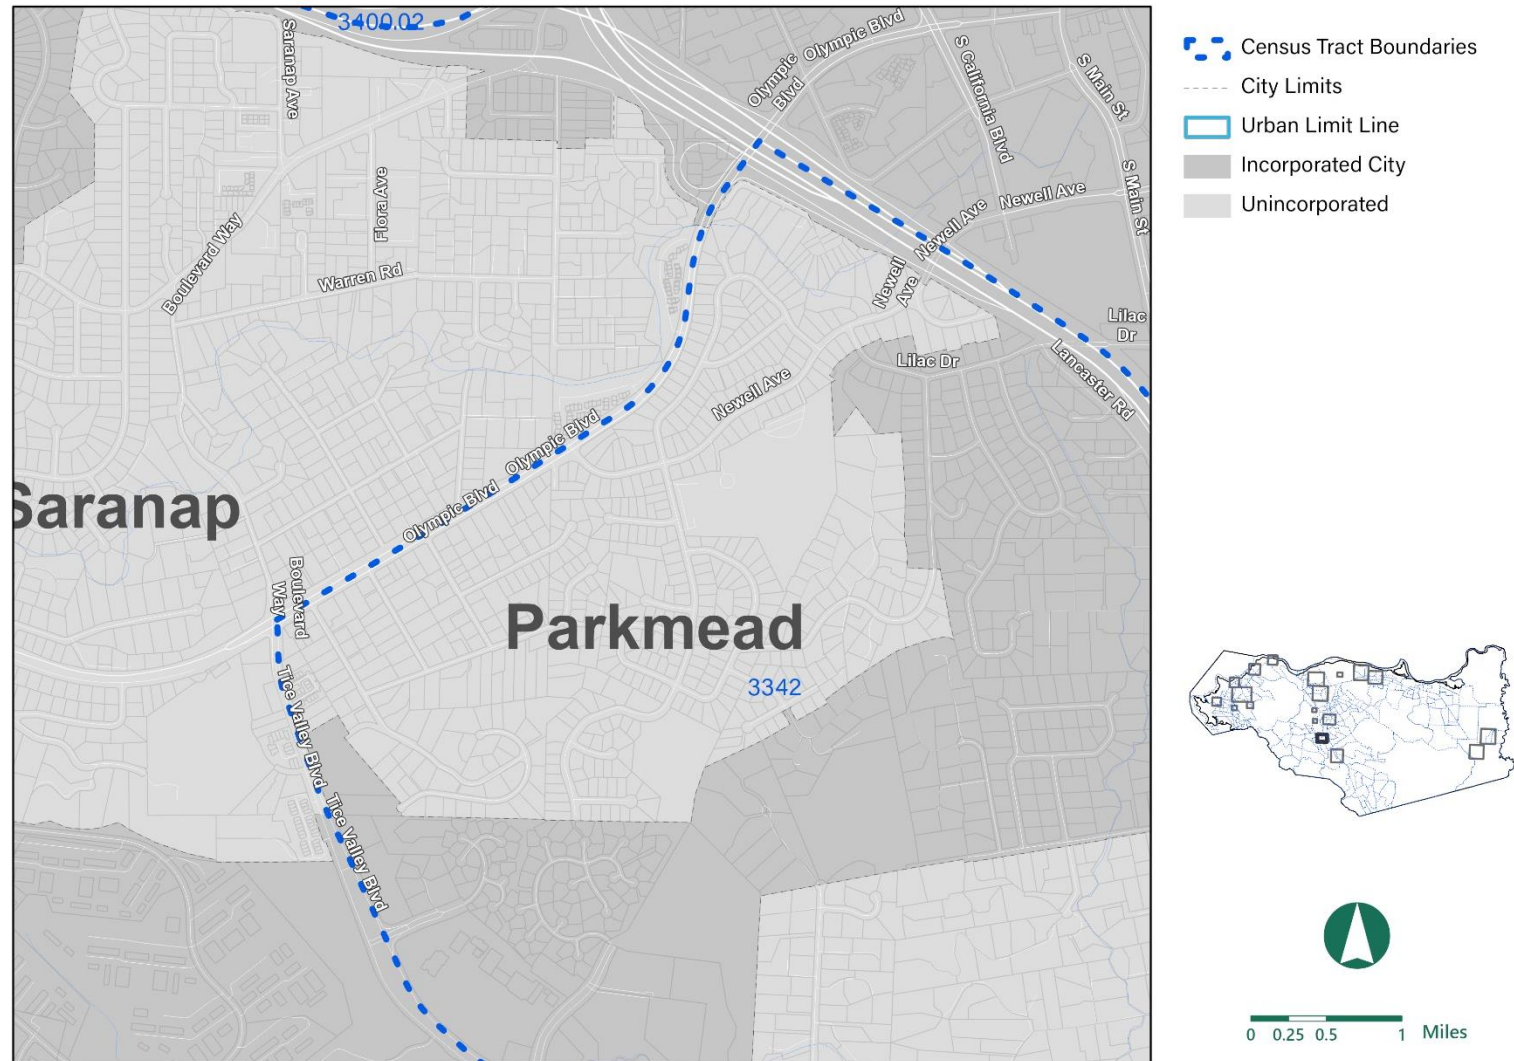 3400.02
Saranap Ave
Olympic Blvd
Olympic Blvd
S California Blvd
S Main St
S Main St
Flora Ave
Boulevard Way
Warren Rd
Newell Ave
Newell Ave
Newell Ave
Lilac Dr
Lilac Dr
Lancaster Rd
Newell Ave
Olympic Blvd
Olympic Blvd
Saranap
Boulevard Way
Parkmead
3342
Tice Valley Blvd
Tice Valley Blvd
Census Tract Boundaries
City Limits
Urban Limit Line
Incorporated City
Unincorporated
0 0.25 0.5 1 Miles